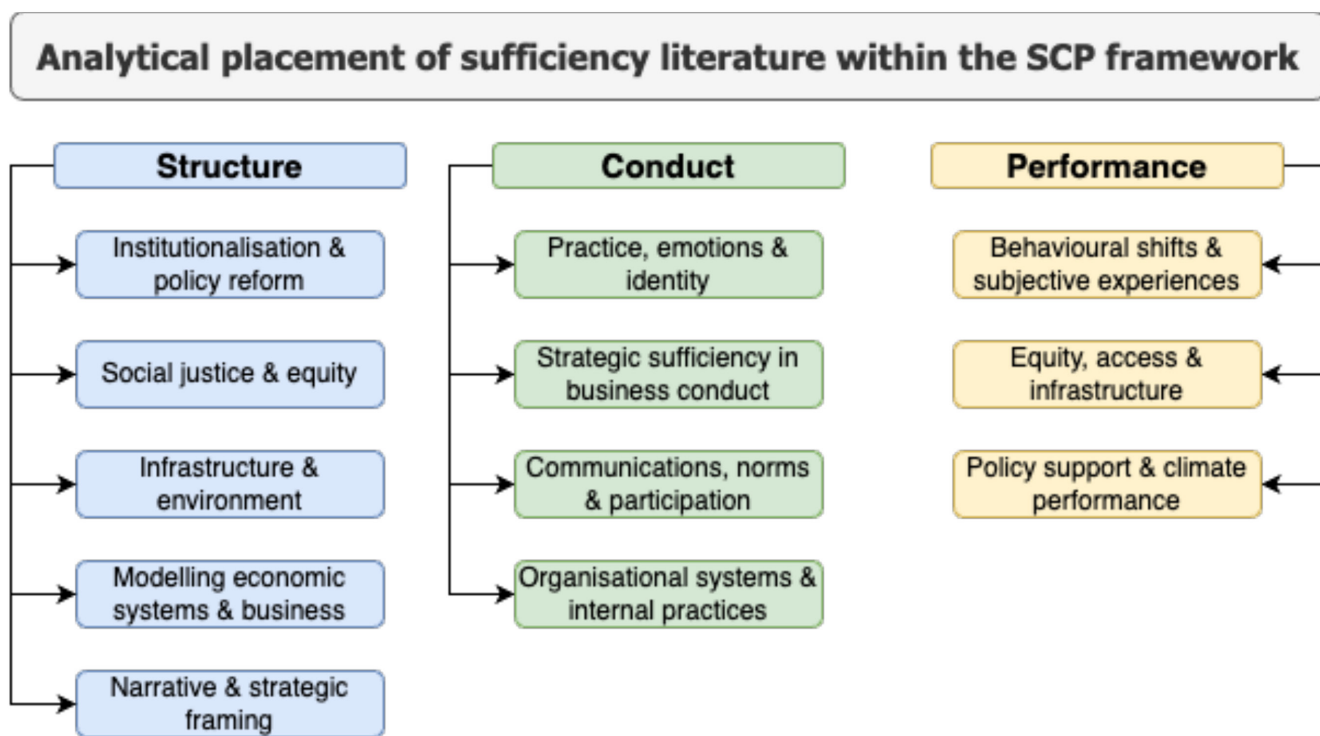 Analytical placement of sufficiency literature within the SCP framework
Structure
Institutionalisation &
policy reform
Social justice & equity
Infrastructure &
environment
Modelling economic
systems & business
Narrative & strategic
framing
Conduct
Practice, emotions &
identity
Strategic sufficiency in
business conduct
Communications, norms
& participation
Organisational systems &
internal practices
Performance
Behavioural shifts &
subjective experiences
Equity, access &
infrastructure
Policy support & climate
performance